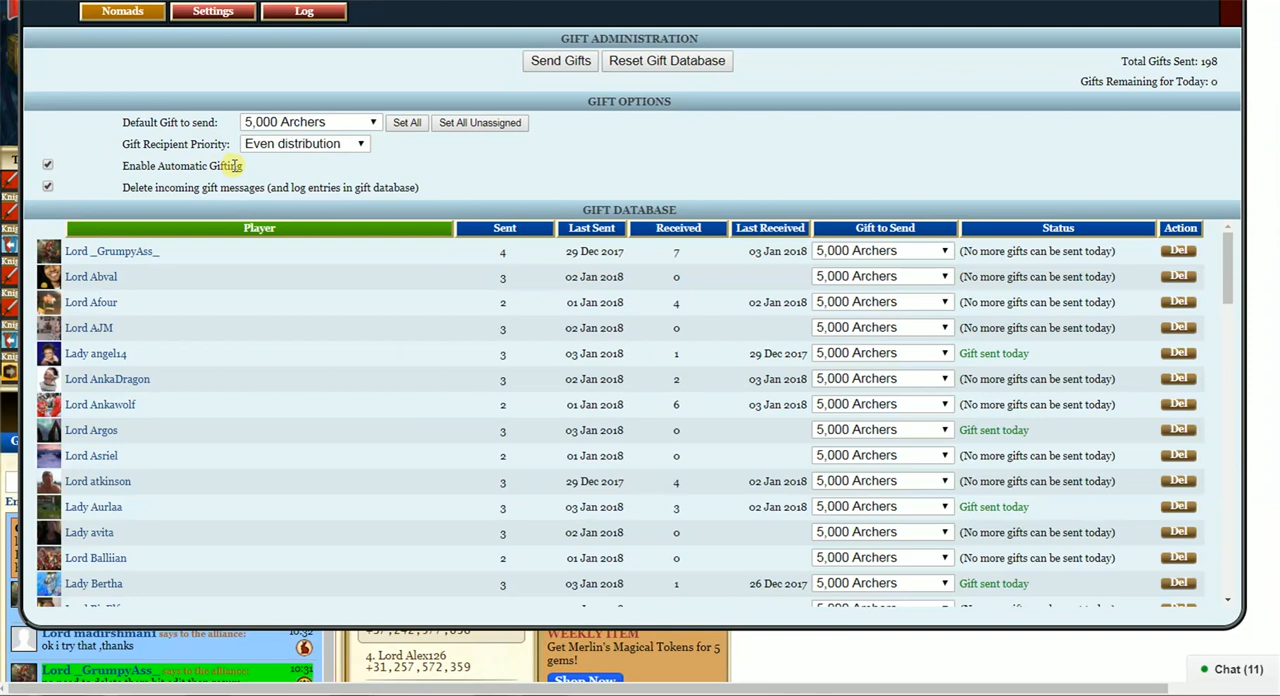 Nomads Settings Log
GIFT ADMINISTRATION
Send Gifts Reset Gift Database
Total Gifts Sent: 198
Gifts Remaining for Today: 0
GIFT OPTIONS
Default Gift to send: 5,000 Archers Set All Set All Unassigned
Gift Recipient Priority: Even distribution
Enable Automatic Gifting
Delete incoming gift messages (and log entries in gift database)
GIFT DATABASE
Player Sent Last Sent Received Last Received Gift to Send Status Action
Lord _GrumpyAss_ 4 29 Dec 2017 7 03 Jan 2018 5,000 Archers (No more gifts can be sent today) Del
Lord Abval 3 02 Jan 2018 0 5,000 Archers (No more gifts can be sent today) Del
Lord Afour 2 01 Jan 2018 4 02 Jan 2018 5,000 Archers (No more gifts can be sent today) Del
Lord AJM 3 02 Jan 2018 0 5,000 Archers (No more gifts can be sent today) Del
Lady angel14 3 03 Jan 2018 1 29 Dec 2017 5,000 Archers Gift sent today Del
Lord AnkaDragon 3 02 Jan 2018 2 03 Jan 2018 5,000 Archers (No more gifts can be sent today) Del
Lord Ankawolf 2 01 Jan 2018 6 03 Jan 2018 5,000 Archers (No more gifts can be sent today) Del
Lord Argos 3 03 Jan 2018 0 5,000 Archers Gift sent today Del
Lord Asriel 2 01 Jan 2018 0 5,000 Archers (No more gifts can be sent today) Del
Lord atkinson 3 29 Dec 2017 4 02 Jan 2018 5,000 Archers (No more gifts can be sent today) Del
Lady Aurlaa 3 03 Jan 2018 3 02 Jan 2018 5,000 Archers Gift sent today Del
Lady avita 3 02 Jan 2018 0 5,000 Archers (No more gifts can be sent today) Del
Lord Balliian 2 01 Jan 2018 0 5,000 Archers (No more gifts can be sent today) Del
Lady Bertha 3 03 Jan 2018 1 26 Dec 2017 5,000 Archers Gift sent today Del
Lord madirshman1 says to the alliance: 10:32
ok i try that ,thanks
Lord _GrumpyAss_ says to the alliance: 10:31
4. Lord Alex126
+31,257,572,359
WEEKLY ITEM
Get Merlin's Magical Tokens for 5
gems!
Shop Now
Chat (11)